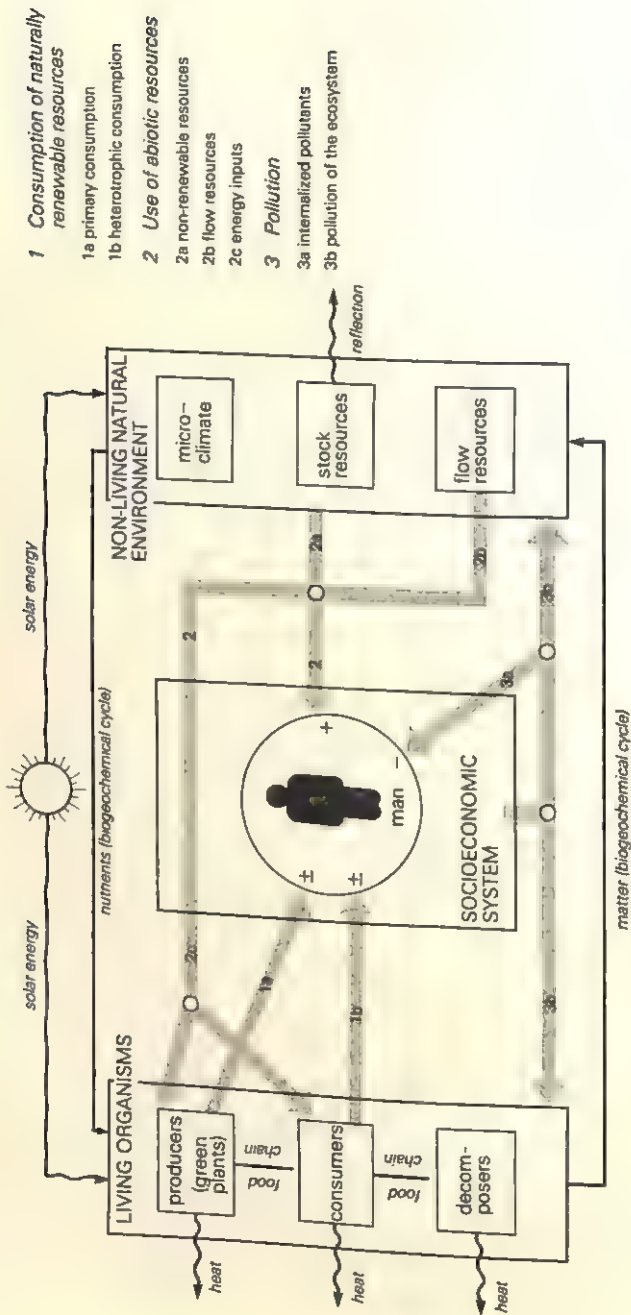 solar energy
solar energy
nutrients (biogeochemical cycle)
LIVING ORGANISMS
producers
(green
plants)
food
chain
consumers
food
chain
decom-
posers
heat
heat
heat
2c
1a
1b
3b
2
SOCIOECONOMIC
SYSTEM
man
±
±
+
–
2
2a
2b
3a
3b
NON-LIVING NATURAL
ENVIRONMENT
micro–
climate
stock
resources
flow
resources
reflection
matter (biogeochemical cycle)
1 Consumption of naturally
renewable resources
1a primary consumption
1b heterotrophic consumption
2 Use of abiotic resources
2a non-renewable resources
2b flow resources
2c energy inputs
3 Pollution
3a internalized pollutants
3b pollution of the ecosystem